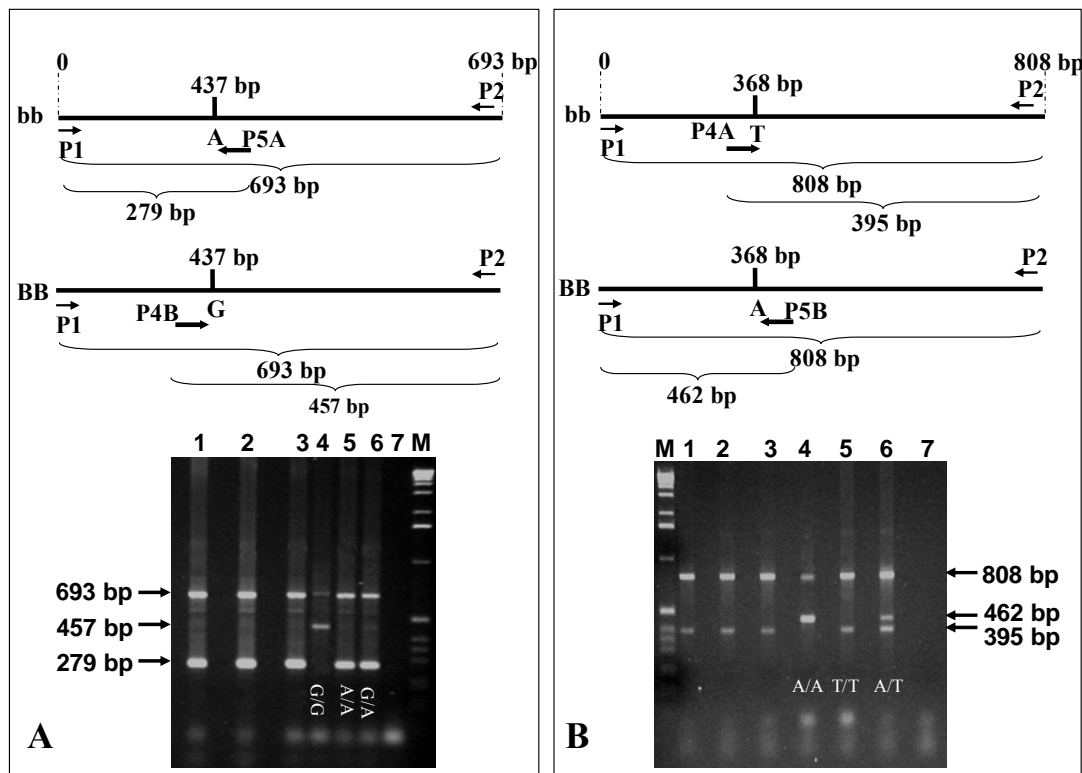 0 693 bp
437 bp P2
bb
P1 A P5A
693 bp
279 bp
437 bp P2
BB
P1 P4B G
693 bp
457 bp
1 2 3 4 5 6 7 M
693 bp
457 bp
279 bp
G/G A/A G/A
A
0 808 bp
368 bp P2
bb
P1 P4A T
808 bp
395 bp
368 bp P2
BB
P1 A P5B
808 bp
462 bp
M 1 2 3 4 5 6 7
808 bp
462 bp
395 bp
A/A T/T A/T
B